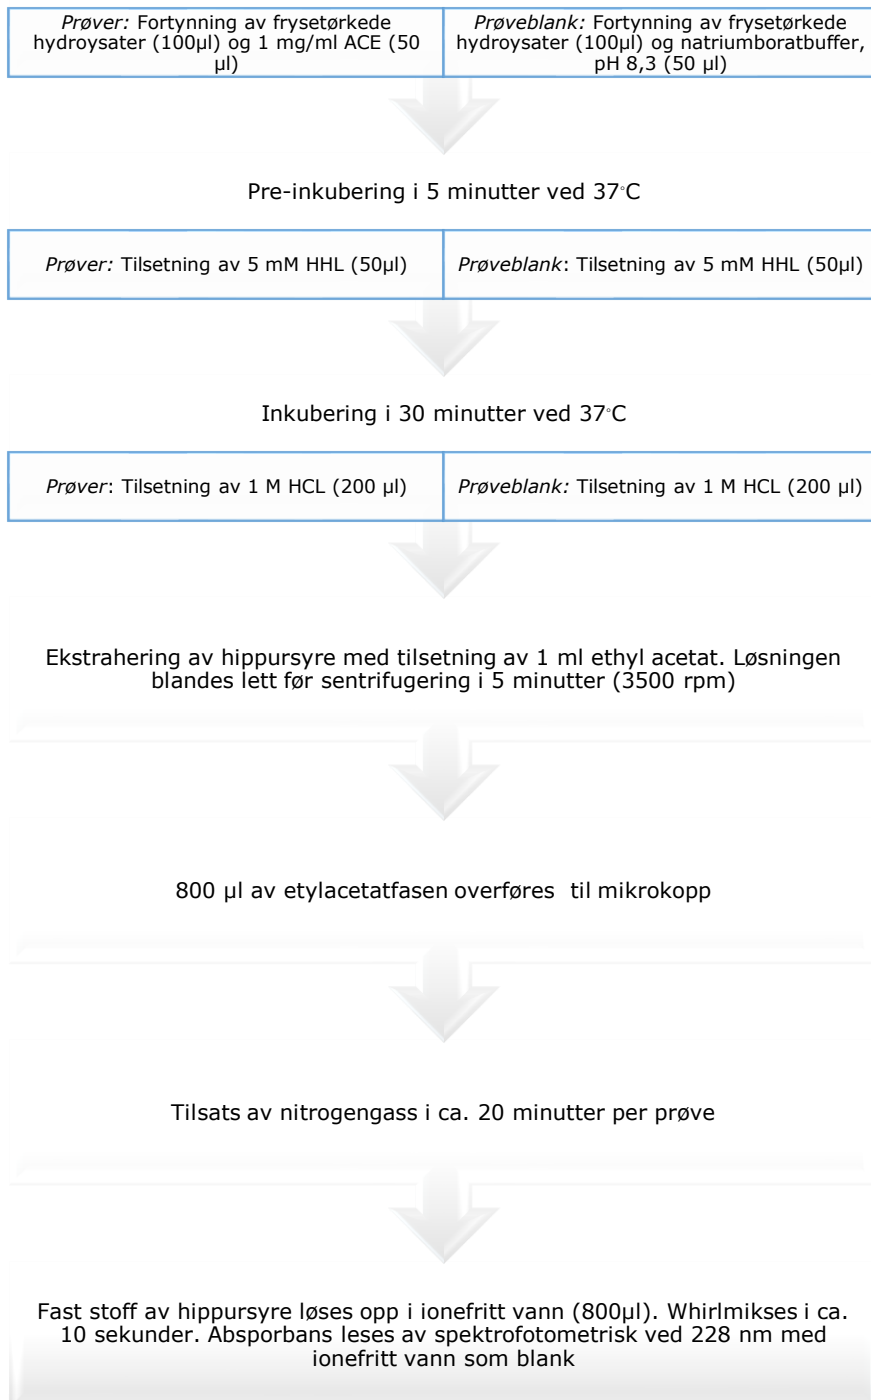 Prøver: Fortynning av frysetørkede
hydroysater (100µl) og 1 mg/ml ACE (50
µl)
Prøveblank: Fortynning av frysetørkede
hydroysater (100µl) og natriumboratbuffer,
pH 8,3 (50 µl)
Pre-inkubering i 5 minutter ved 37◦C
Prøver: Tilsetning av 5 mM HHL (50µl)
Prøveblank: Tilsetning av 5 mM HHL (50µl)
Inkubering i 30 minutter ved 37◦C
Prøver: Tilsetning av 1 M HCL (200 µl)
Prøveblank: Tilsetning av 1 M HCL (200 µl)
Ekstrahering av hippursyre med tilsetning av 1 ml ethyl acetat. Løsningen
blandes lett før sentrifugering i 5 minutter (3500 rpm)
800 µl av etylacetatfasen overføres til mikrokopp
Tilsats av nitrogengass i ca. 20 minutter per prøve
Fast stoff av hippursyre løses opp i ionefritt vann (800µl). Whirlmikses i ca.
10 sekunder. Absporbans leses av spektrofotometrisk ved 228 nm med
ionefritt vann som blank